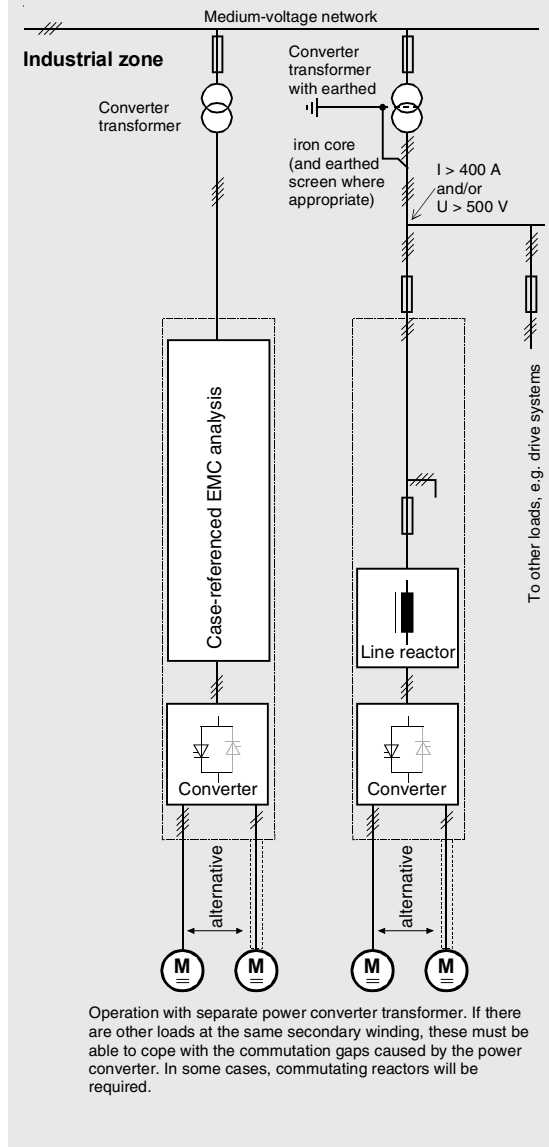 Medium-voltage network
Industrial zone
Converter
transformer
Converter
transformer
with earthed
iron core
(and earthed
screen where
appropriate)
I > 400 A
and/or
U > 500 V
To other loads, e.g. drive systems
Case-referenced EMC analysis
Line reactor
Converter
Converter
alternative
alternative
M
M
M
M
Operation with separate power converter transformer. If there
are other loads at the same secondary winding, these must be
able to cope with the commutation gaps caused by the power
converter. In some cases, commutating reactors will be
required.